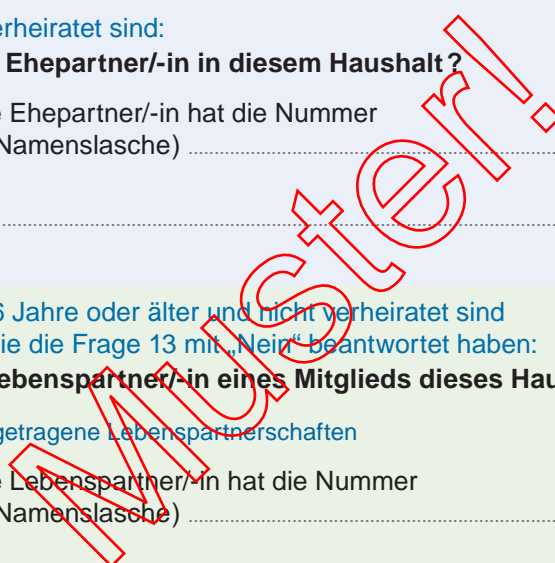 erheiratet sind:
Ehepartner/-in in diesem Haushalt?
e Ehepartner/-in hat die Nummer
Namenslasche)
6 Jahre oder älter und nicht verheiratet sind
ie die Frage 13 mit „Nein“ beantwortet haben:
ebenspartner/-in eines Mitglieds dieses Hau
getragene Lebenspartnerschaften
e Lebenspartner/-in hat die Nummer
Namenslasche)
Muster!